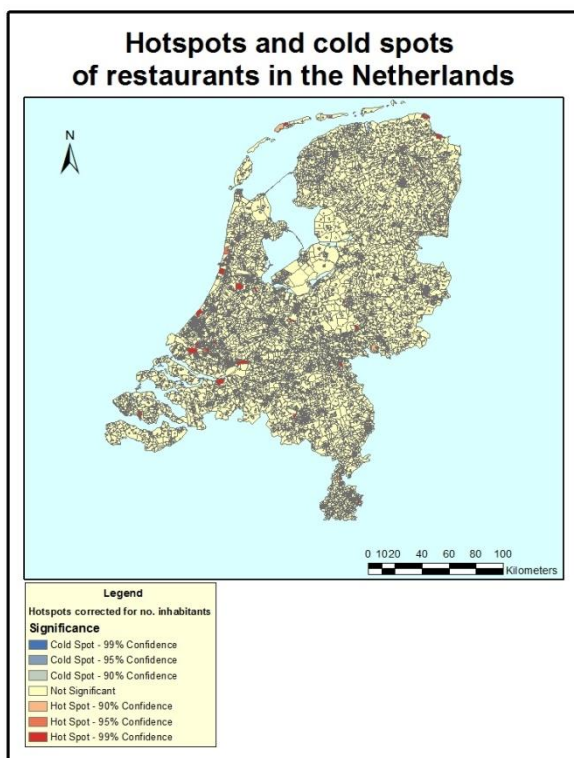 Hotspots and cold spots
of restaurants in the Netherlands
N
0 1020 40 60 80 100
Kilometers
Legend
Hotspots corrected for no. inhabitants
Significance
Cold Spot - 99% Confidence
Cold Spot - 95% Confidence
Cold Spot - 90% Confidence
Not Significant
Hot Spot - 90% Confidence
Hot Spot - 95% Confidence
Hot Spot - 99% Confidence